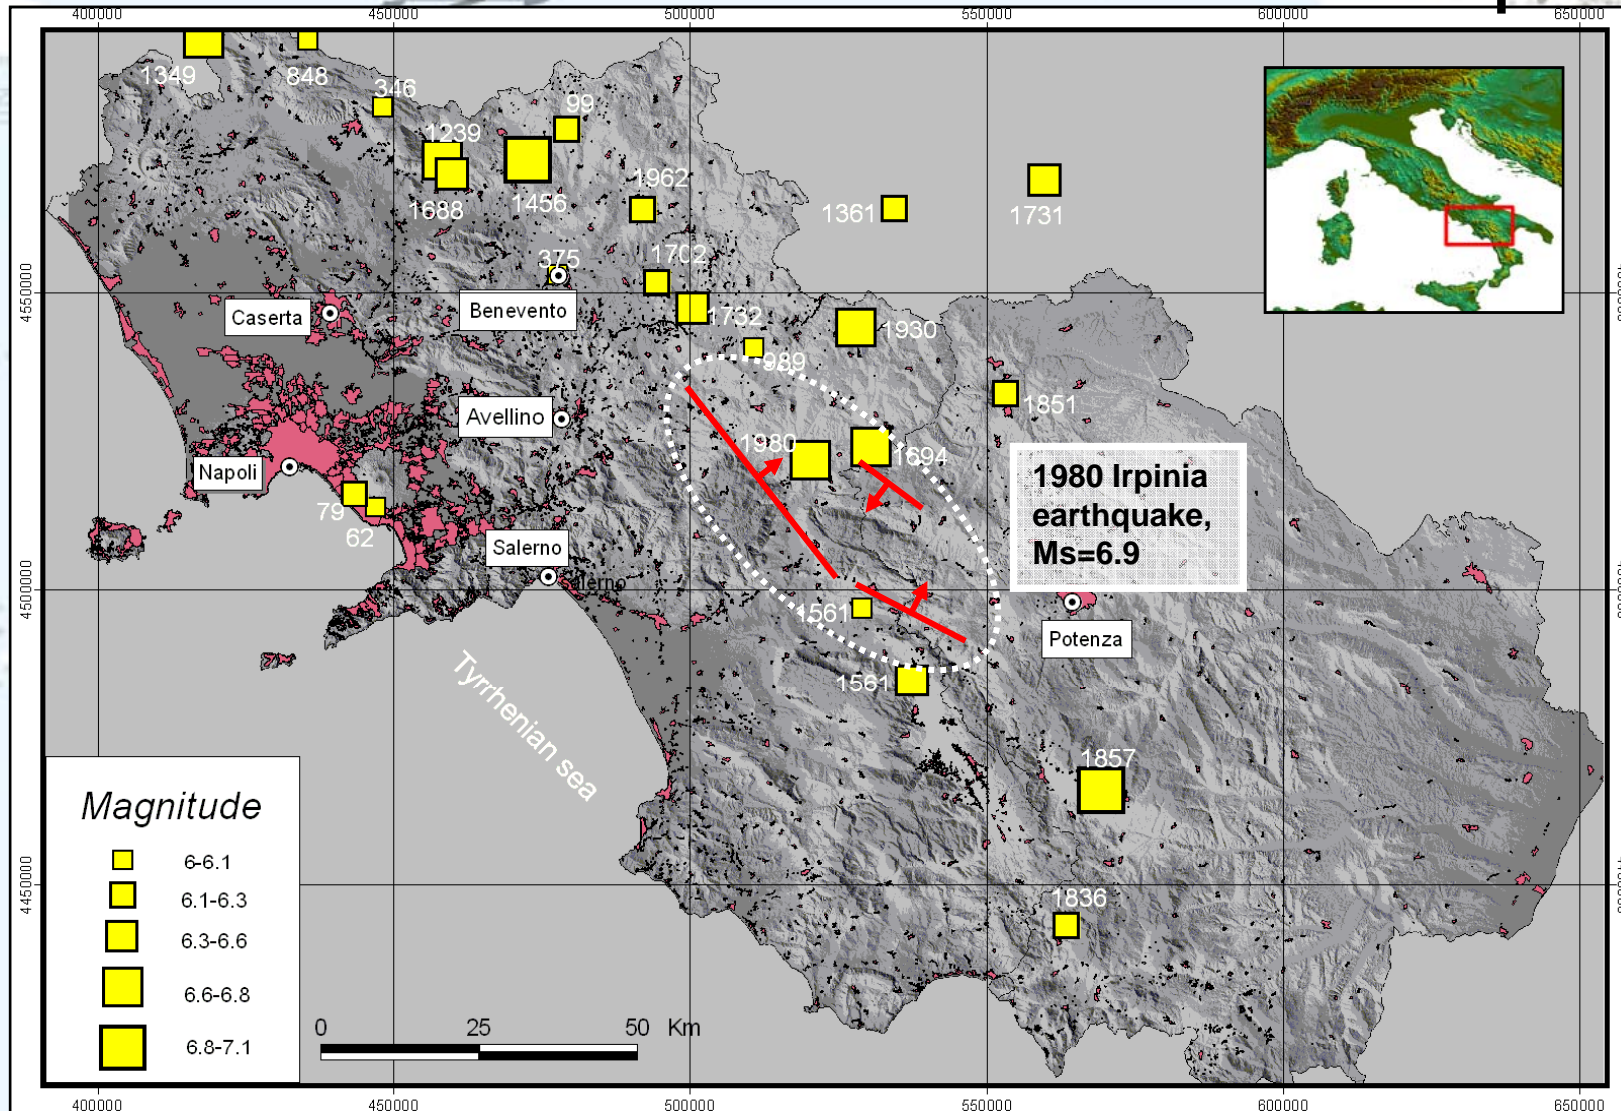 400000 450000 500000 550000 600000 650000
1349
848
346
99
1239
1688
1456
1962
1361
1731
375
1702
4550000
Benevento
Caserta
1732
1930
989
1851
Avellino
1980
1694
Napoli
79
62
1980 Irpinia
earthquake,
Ms=6.9
Salerno
4500000
1561
Potenza
1561
Tyrrhenian sea
1857
Magnitude
6-6.1
6.1-6.3
6.3-6.6
6.6-6.8
6.8-7.1
4450000
1836
0 25 50 Km
400000 450000 500000 550000 600000 650000